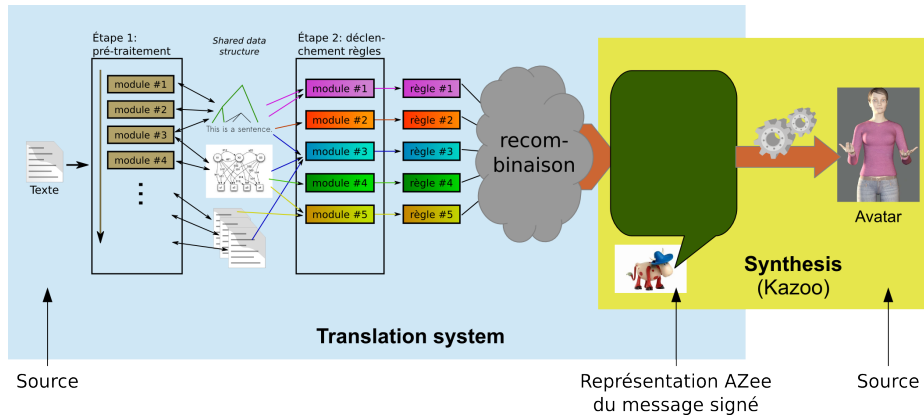 Étape 1:
pré-traitement
Shared data
structure
Étape 2: déclen-
chement règles
module #1
module #2
module #3
module #4
This is a sentence.
module #1
module #2
module #3
module #4
module #5
règle #1
règle #2
règle #3
règle #4
règle #5
recom-
binaison
Texte
Avatar
Synthesis
(Kazoo)
Translation system
Source
Représentation AZee
du message signé
Source